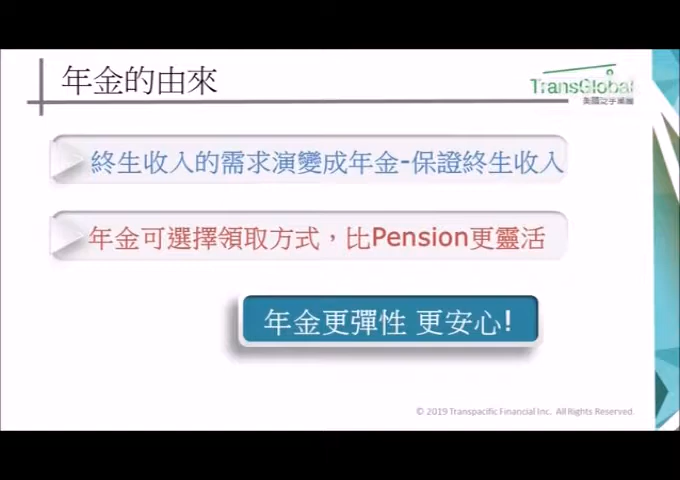 年金的由來
TransGlobal
美國泛宇集團
終生收入的需求演變成年金-保證終生收入
年金可選擇領取方式，比Pension更靈活
年金更彈性 更安心!
© 2019 Transpacific Financial Inc.  All Rights Reserved.